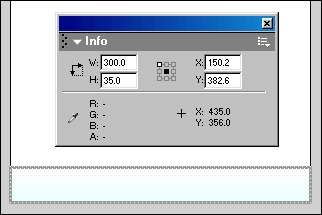 Info
W: 300.0 X: 150.2
H: 35.0 Y: 382.6
R: -
G: - X: 435.0
B: - Y: 356.0
A: -